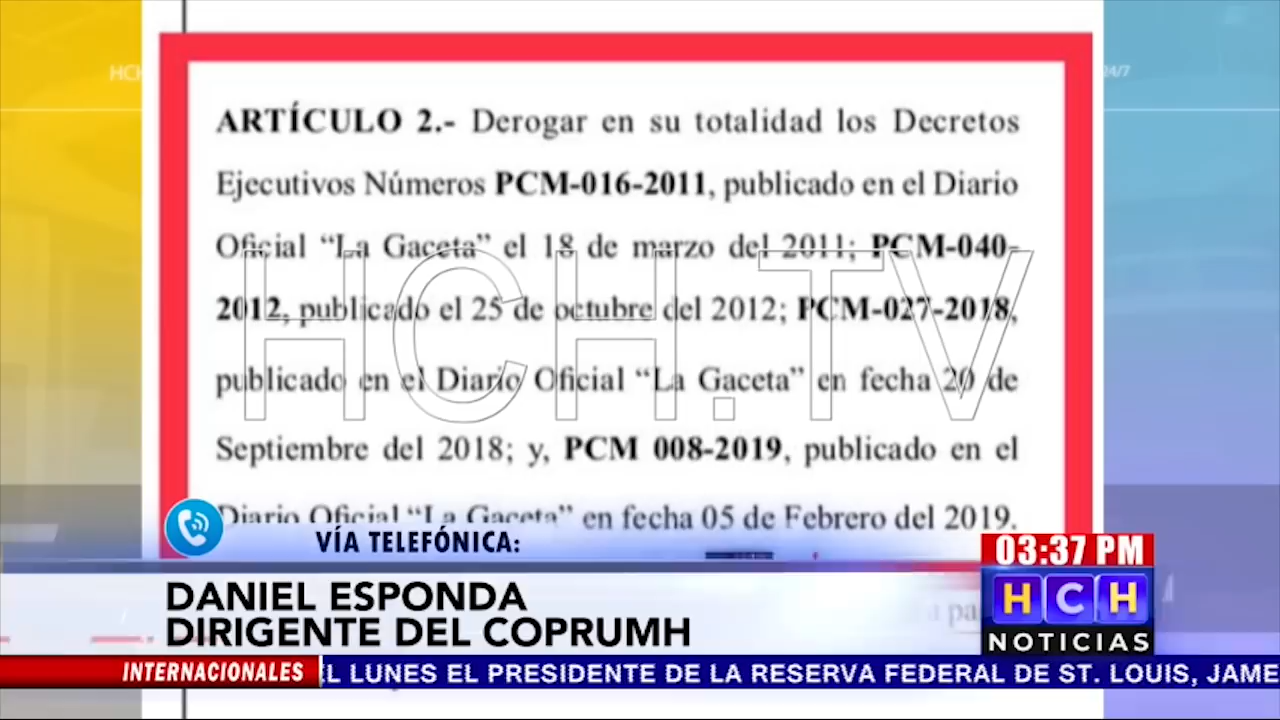 HCH
24/7
ARTÍCULO 2.- Derogar en su totalidad los Decretos
Ejecutivos Números PCM-016-2011, publicado en el Diario
Oficial “La Gaceta” el 18 de marzo del 2011; PCM-040-
2012, publicado el 25 de octubre del 2012; PCM-027-2018,
publicado en el Diario Oficial “La Gaceta” en fecha 20 de
Septiembre del 2018; y, PCM 008-2019, publicado en el
Diario Oficial “La Gaceta” en fecha 05 de Febrero del 2019.
HCH.TV
VÍA TELEFÓNICA:
DANIEL ESPONDA
DIRIGENTE DEL COPRUMH
03:37 PM
HCH
NOTICIAS
INTERNACIONALES
EL LUNES EL PRESIDENTE DE LA RESERVA FEDERAL DE ST. LOUIS, JAME